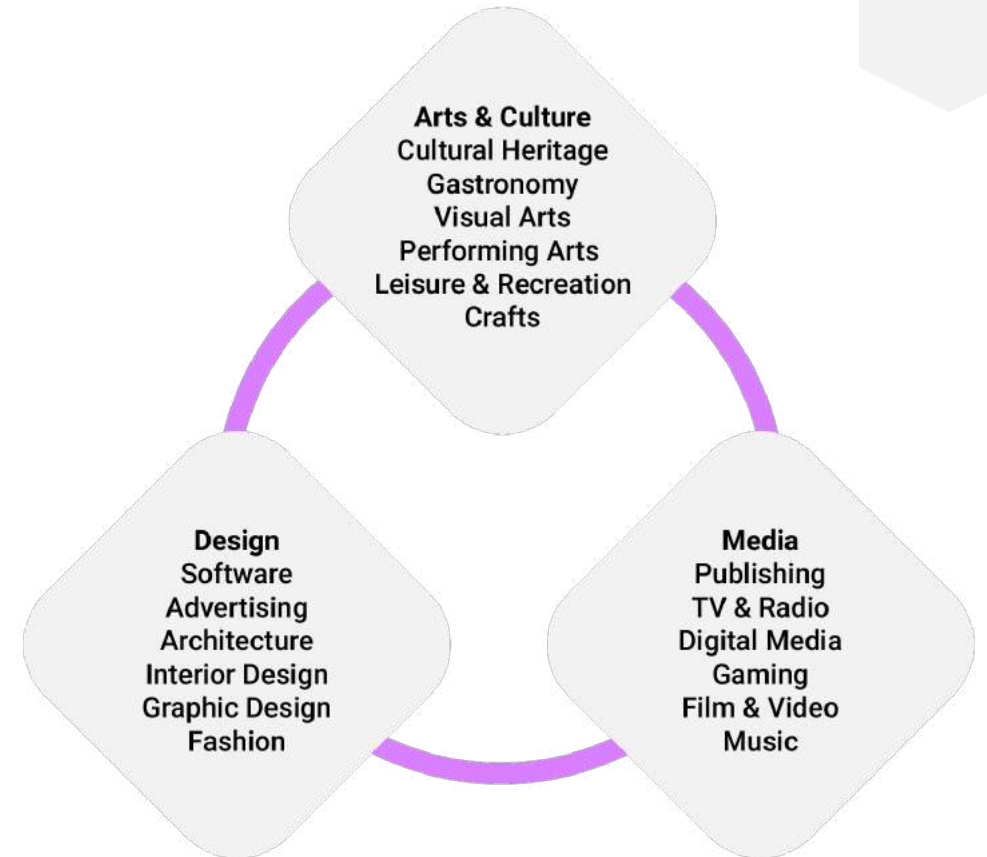 Arts & Culture
Cultural Heritage
Gastronomy
Visual Arts
Performing Arts
Leisure & Recreation
Crafts
Design
Software
Advertising
Architecture
Interior Design
Graphic Design
Fashion
Media
Publishing
TV & Radio
Digital Media
Gaming
Film & Video
Music